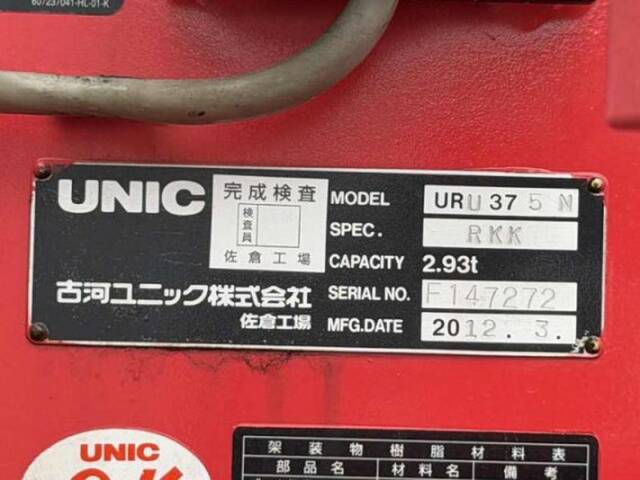 607237041-HL-01-K
UNIC
完成検査
検査員
佐倉工場
古河ユニック株式会社
佐倉工場
MODEL URU375N
SPEC. RKK
CAPACITY 2.93t
SERIAL NO. F147272
MFG.DATE 2012.3.
UNIC
架装物樹脂材料表
部品名 材料名 備考